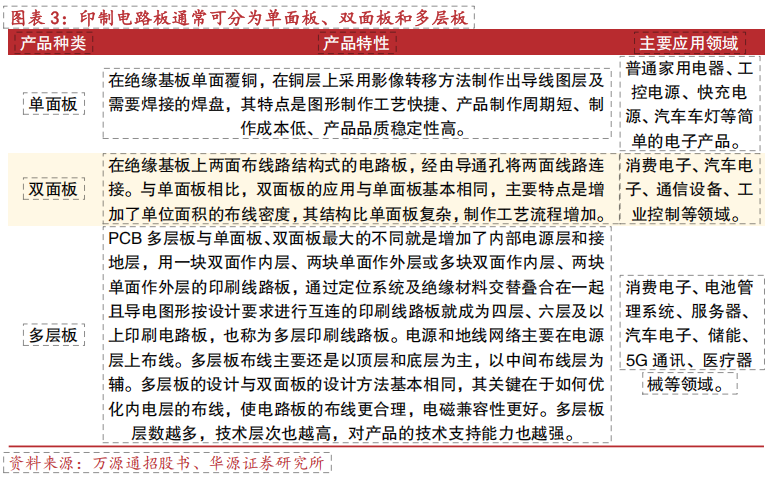 图表 3：印制电路板通常可分为单面板、双面板和多层板
产品种类 产品特性 主要应用领域
单面板
在绝缘基板单面覆铜，在铜层上采用影像转移方法制作出导线图层及
需要焊接的焊盘，其特点是图形制作工艺快捷、产品制作周期短、制
作成本低、产品品质稳定性高。
普通家用电器、工
控电源、快充电
源、汽车车灯等简
单的电子产品。
双面板
在绝缘基板上两面布线路结构式的电路板，经由导通孔将两面线路连
接。与单面板相比，双面板的应用与单面板基本相同，主要特点是增
加了单位面积的布线密度，其结构比单面板复杂，制作工艺流程增加。
消费电子、汽车电
子、通信设备、工
业控制等领域。
多层板
PCB 多层板与单面板、双面板最大的不同就是增加了内部电源层和接
地层，用一块双面作内层、两块单面作外层或多块双面作内层、两块
单面作外层的印刷线路板，通过定位系统及绝缘材料交替叠合在一起
且导电图形按设计要求进行互连的印刷线路板就成为四层、六层及以
上印刷电路板，也称为多层印刷线路板。电源和地线网络主要在电源
层上布线。多层板布线主要还是以顶层和底层为主，以中间布线层为
辅。多层板的设计与双面板的设计方法基本相同，其关键在于如何优
化内电层的布线，使电路板的布线更合理，电磁兼容性更好。多层板
层数越多，技术层次也越高，对产品的技术支持能力也越强。
消费电子、电池管
理系统、服务器、
汽车电子、储能、
5G 通讯、医疗器
械等领域。
资料来源：万源通招股书、华源证券研究所